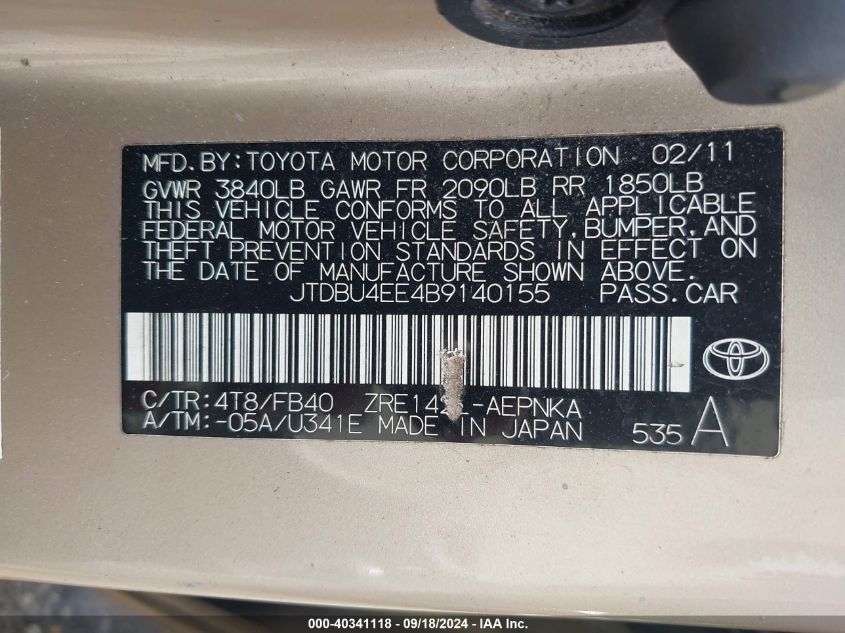 MFD. BY: TOYOTA MOTOR CORPORATION 02/11
GVWR 3840LB GAWR FR 2090LB RR 1850LB
THIS VEHICLE CONFORMS TO ALL APPLICABLE
FEDERAL MOTOR VEHICLE SAFETY, BUMPER, AND
THEFT PREVENTION STANDARDS IN EFFECT ON
THE DATE OF MANUFACTURE SHOWN ABOVE.
JTDBU4EE4B9140155 PASS.CAR
C/TR: 4T8/FB40
A/TM: -05A/U341E MADE IN JAPAN 535 A
000-40341118 - 09/18/2024 - IAA Inc.